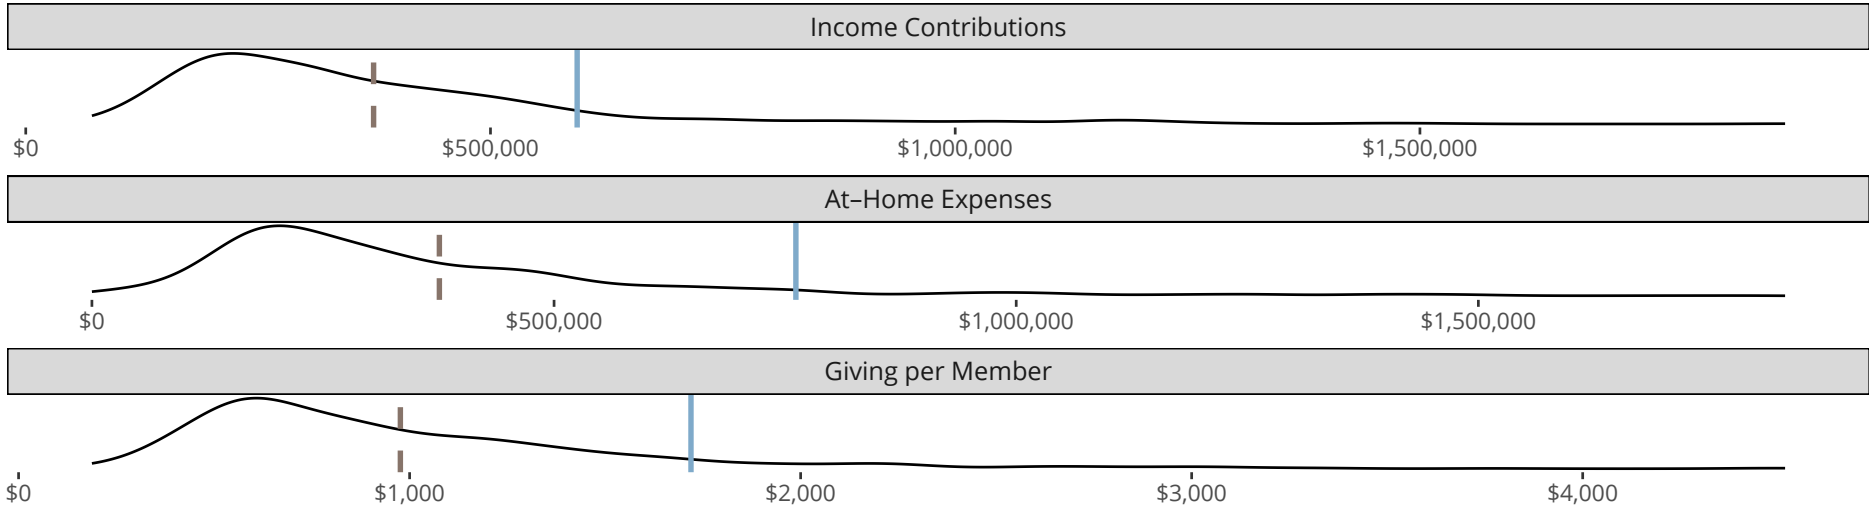 Income Contributions
$0 $500,000 $1,000,000 $1,500,000
At–Home Expenses
$0 $500,000 $1,000,000 $1,500,000
Giving per Member
$0 $1,000 $2,000 $3,000 $4,000